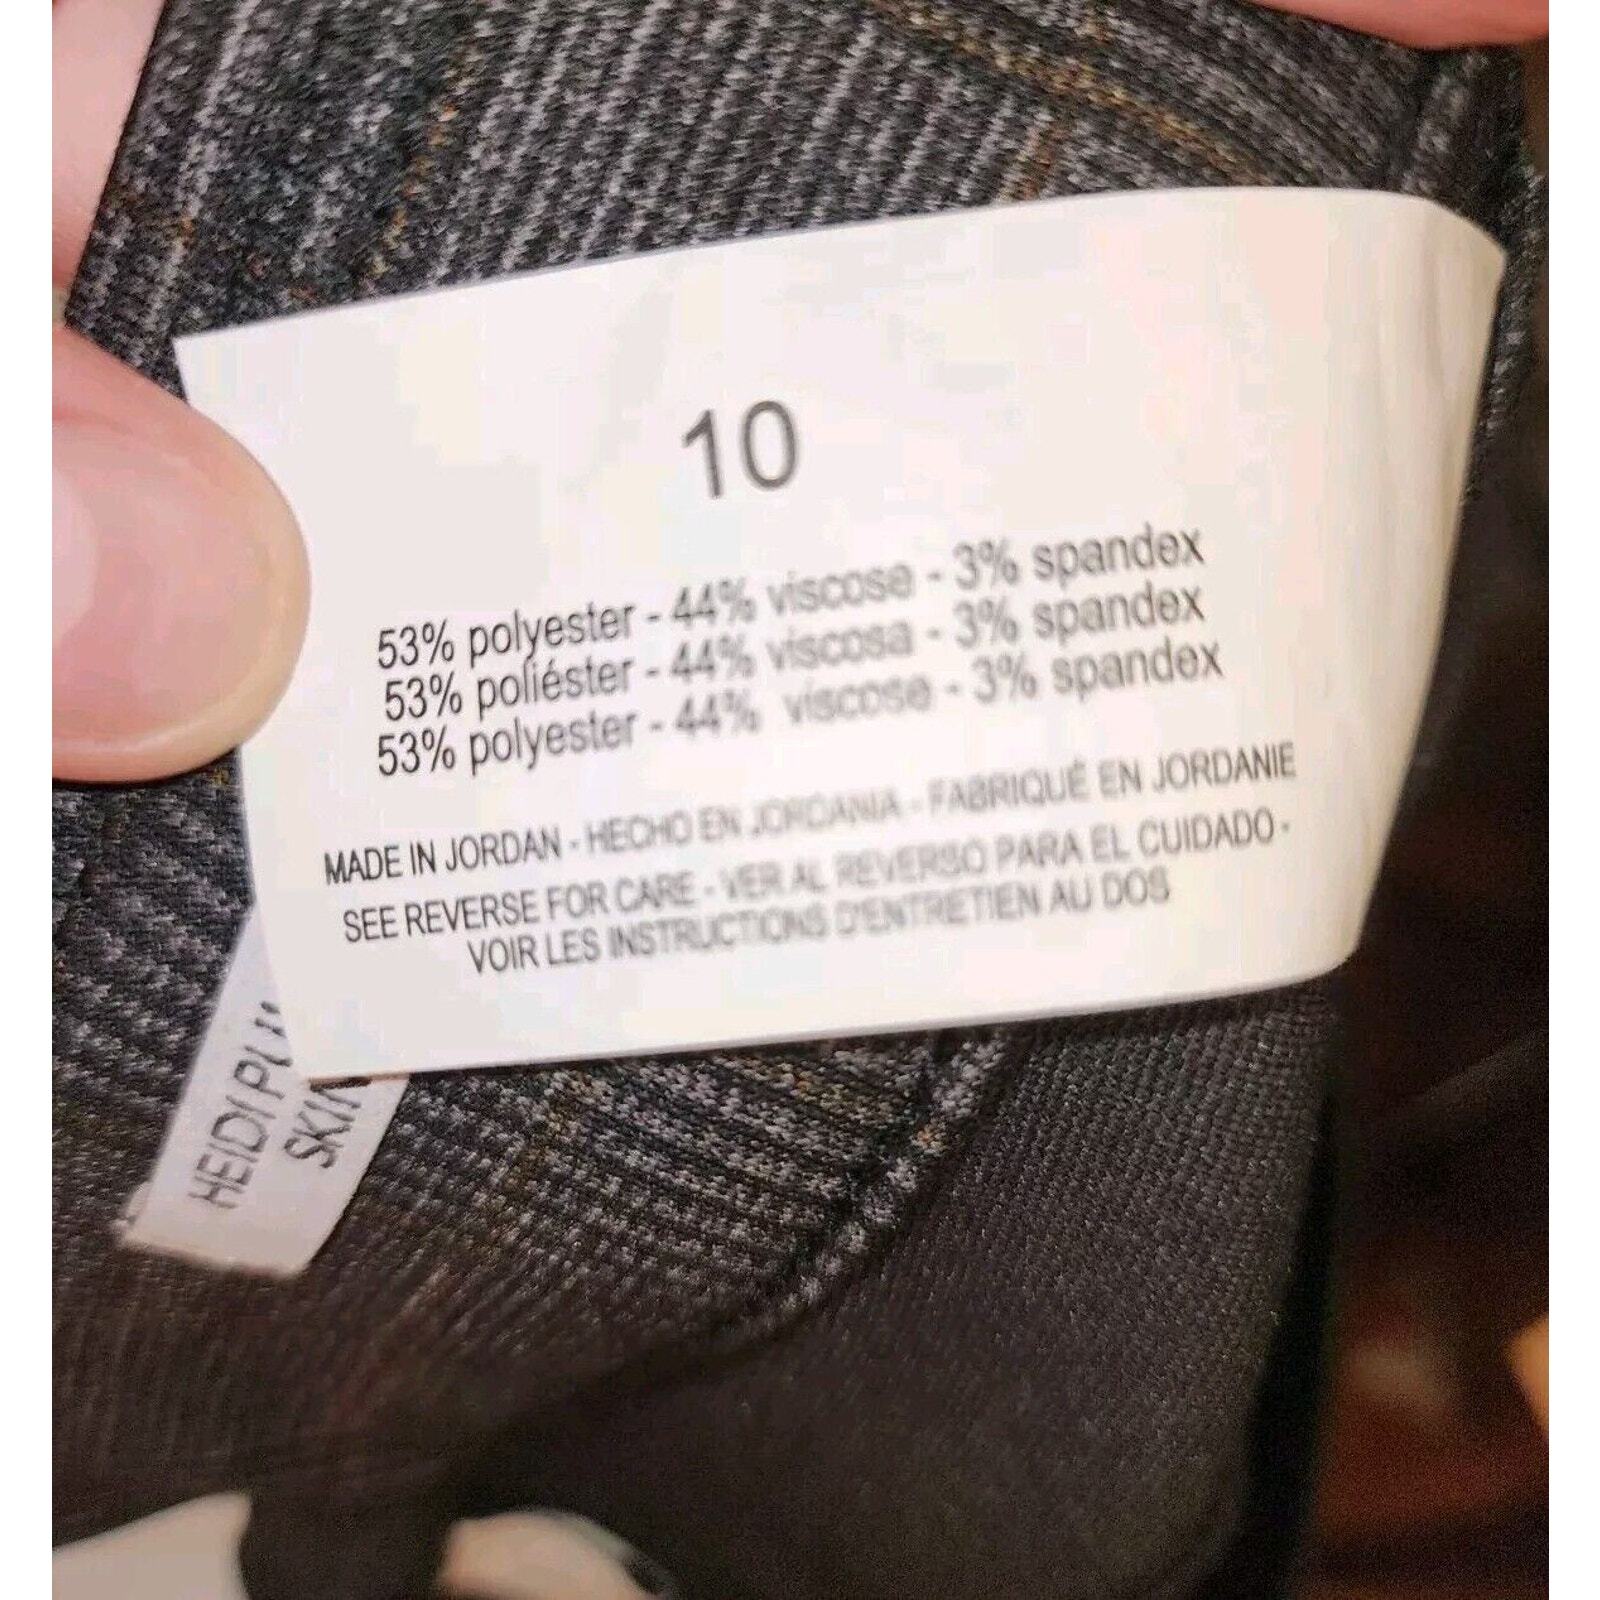 10
53% polyester - 44% viscose - 3% spandex
53% poliéster - 44% viscosa - 3% spandex
53% polyester - 44% viscose - 3% spandex
MADE IN JORDAN - HECHO EN JORDANIA - FABRIQUÉ EN JORDANIE
SEE REVERSE FOR CARE - VER AL REVERSO PARA EL CUIDADO -
VOIR LES INSTRUCTIONS D'ENTRETIEN AU DOS
HEIDI